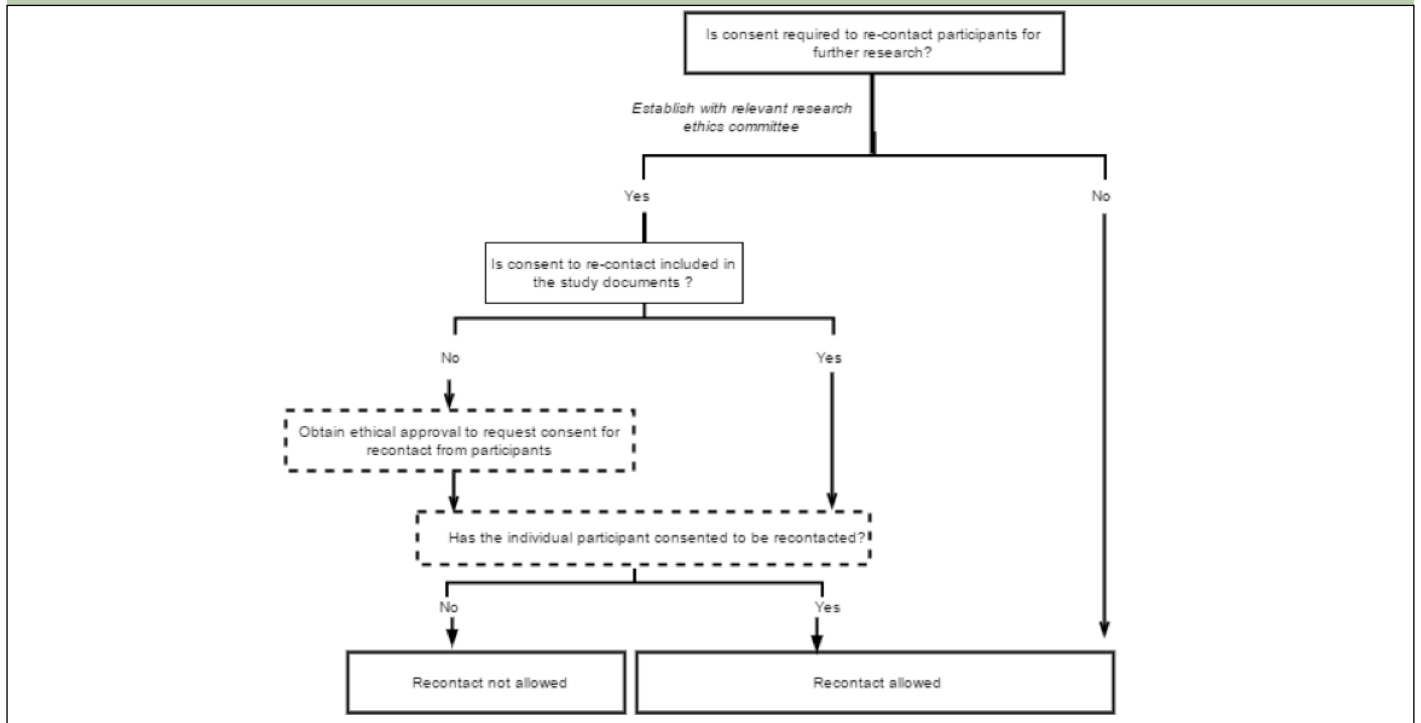 Is consent required to re-contact participants for
further research?
Establish with relevant research
ethics committee
Yes
No
Is consent to re-contact included in
the study documents ?
No
Yes
Obtain ethical approval to request consent for
recontact from participants
Has the individual participant consented to be recontacted?
No
Yes
Recontact not allowed
Recontact allowed